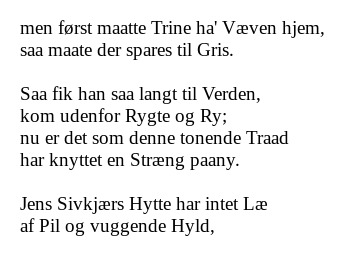 men først maatte Trine ha' Væven hjem,
saa maate der spares til Gris.

Saa fik han saa langt til Verden,
kom udenfor Rygte og Ry;
nu er det som denne tonende Traad
har knyttet en Stræng paany.

Jens Sivkjærs Hytte har intet Læ
af Pil og vuggende Hyld,